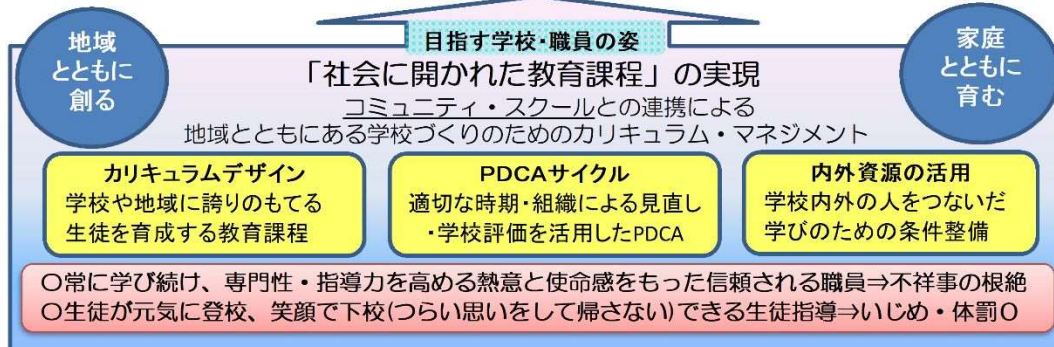 地域
とともに
創る
目指す学校・職員の姿
家庭
とともに
育む
「社会に開かれた教育課程」の実現
コミュニティ・スクールとの連携による
地域とともにある学校づくりのためのカリキュラム・マネジメント
カリキュラムデザイン
学校や地域に誇りのもてる
生徒を育成する教育課程
PDCAサイクル
適切な時期・組織による見直し
・学校評価を活用したPDCA
内外資源の活用
学校内外の人をつないだ
学びのための条件整備
〇常に学び続け、専門性・指導力を高める熱意と使命感をもった信頼される職員⇒不祥事の根絶
〇生徒が元気に登校、笑顔で下校(つらい思いをして帰さない)できる生徒指導⇒いじめ・体罰0